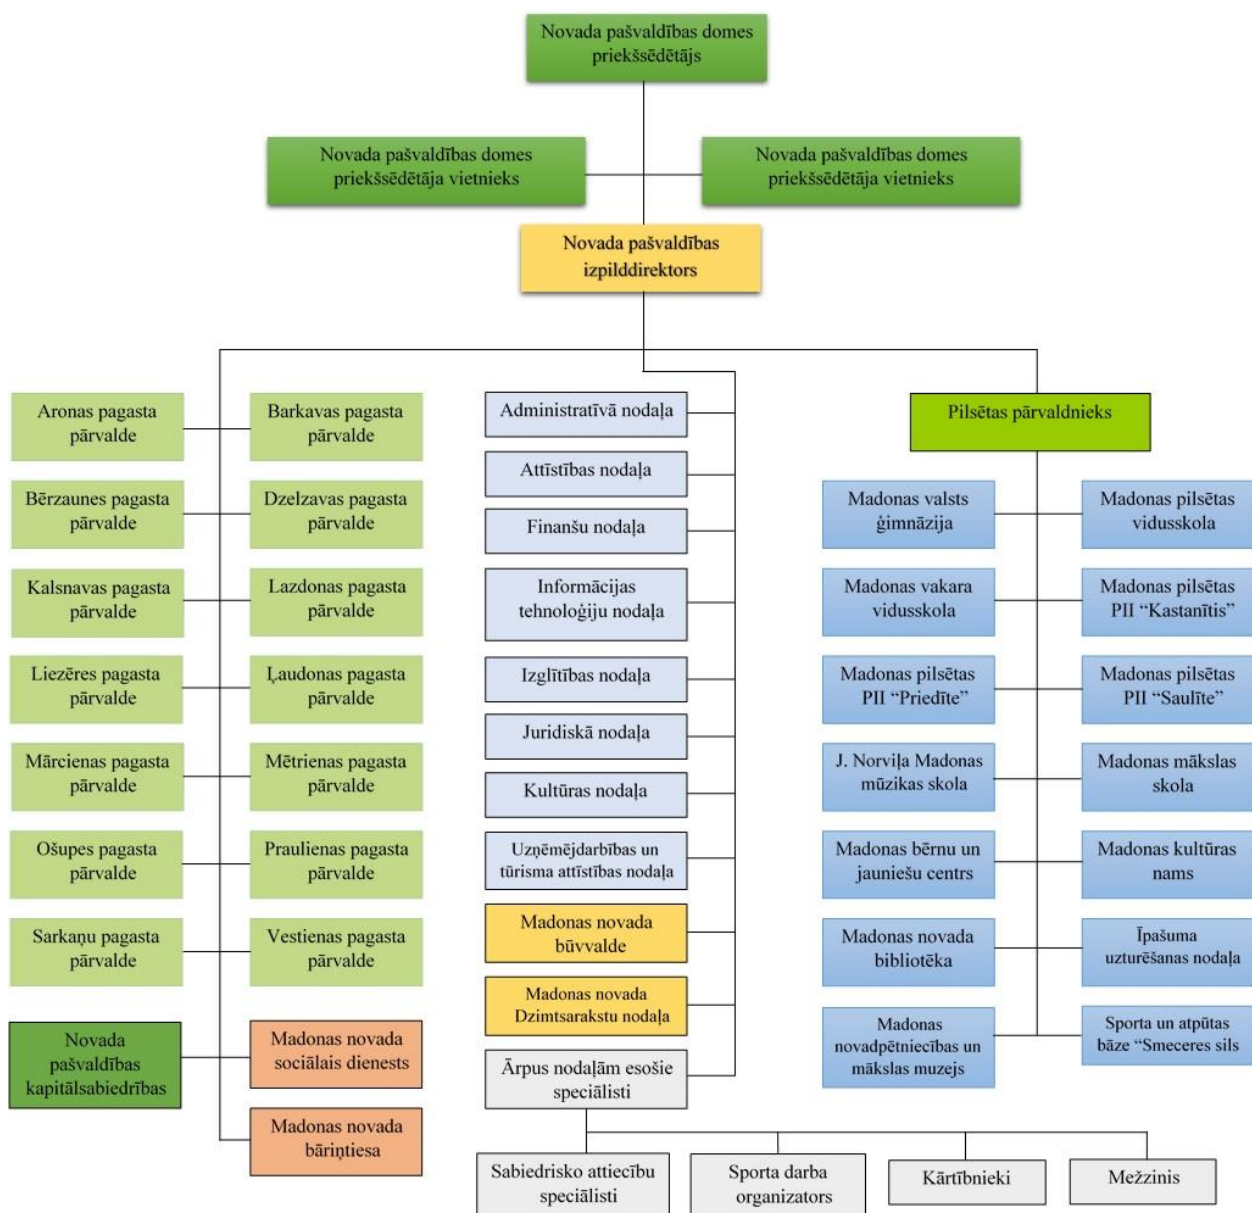 Novada pašvaldības domes
priekšsēdētājs
Novada pašvaldības domes
priekšsēdētāja vietnieks
Novada pašvaldības domes
priekšsēdētāja vietnieks
Novada pašvaldības
izpilddirektors
Aronas pagasta
pārvalde
Barkavas pagasta
pārvalde
Bērzaunes pagasta
pārvalde
Dzelzavas pagasta
pārvalde
Kalsnavas pagasta
pārvalde
Lazdonas pagasta
pārvalde
Liezēres pagasta
pārvalde
Ļaudonas pagasta
pārvalde
Mārcienas pagasta
pārvalde
Mētrienas pagasta
pārvalde
Ošupes pagasta
pārvalde
Praulienas pagasta
pārvalde
Sarkaņu pagasta
pārvalde
Vestienas pagasta
pārvalde
Novada
pašvaldības
kapitālsabiedrības
Madonas novada
sociālais dienests
Madonas novada
bāriņtiesa
Administratīvā nodaļa
Attīstības nodaļa
Finanšu nodaļa
Informācijas
tehnoloģiju nodaļa
Izglītības nodaļa
Juridiskā nodaļa
Kultūras nodaļa
Uzņēmējdarbības un
tūrisma attīstības nodaļa
Madonas novada
būvvalde
Madonas novada
Dzimtsarakstu nodaļa
Ārpus nodaļām esošie
speciālisti
Sabiedrisko attiecību
speciālisti
Sporta darba
organizators
Kārtībnieki
Mežzinis
Pilsētas pārvaldnieks
Madonas valsts
ģimnāzija
Madonas pilsētas
vidusskola
Madonas vakara
vidusskola
Madonas pilsētas
PII “Kastanītis”
Madonas pilsētas
PII “Priedīte”
Madonas pilsētas
PII “Saulīte”
J. Norviļa Madonas
mūzikas skola
Madonas mākslas
skola
Madonas bērnu un
jauniešu centrs
Madonas kultūras
nams
Madonas novada
bibliotēka
Īpašuma
uzturēšanas nodaļa
Madonas
novadpētniecības un
mākslas muzejs
Sporta un atpūtas
bāze “Smeceres sils